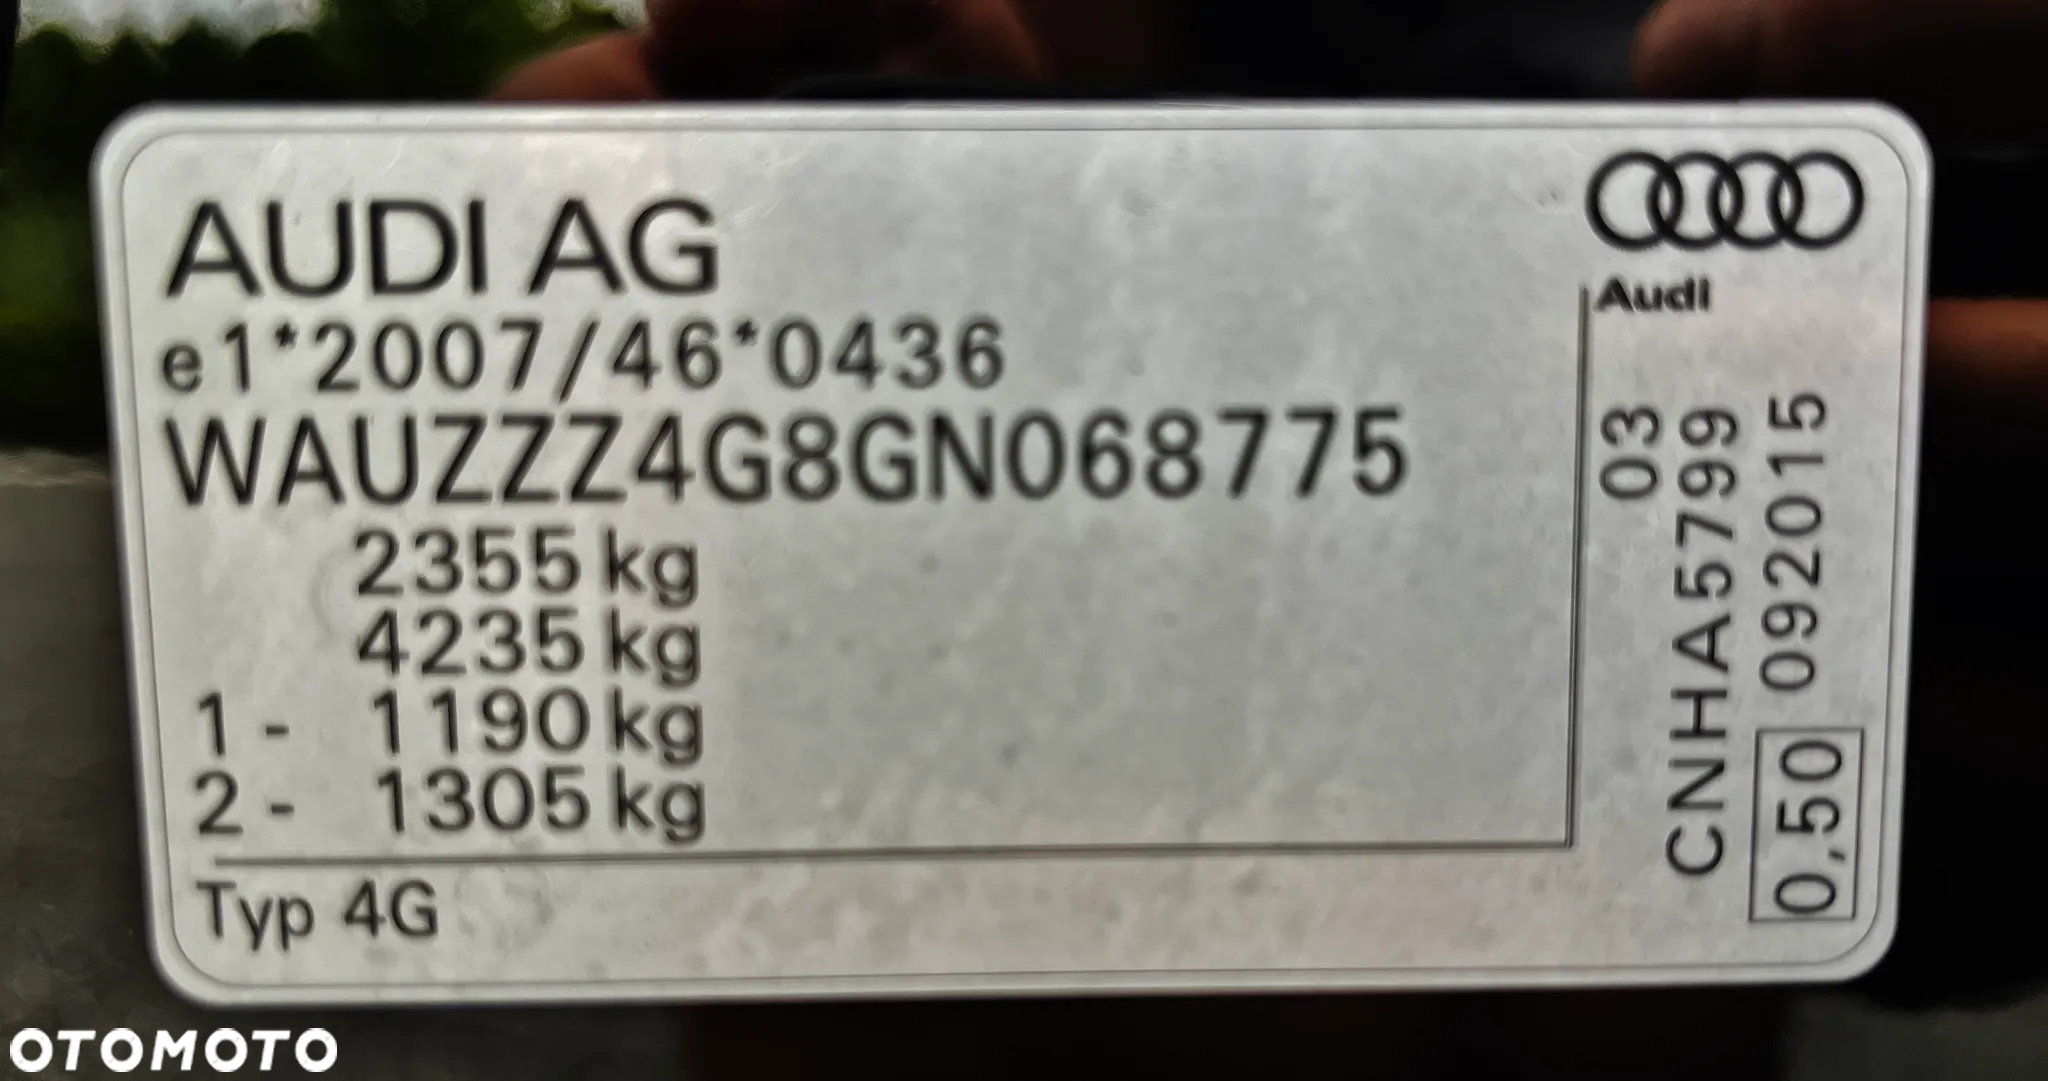 AUDI AG
e1*2007/46*0436
WAUZZZ4G8GN068775
2355 kg
4235 kg
1 - 1190 kg
2 - 1305 kg
Typ 4G
Audi
03
CNHA5799
0,50 092015
OTOMOTO